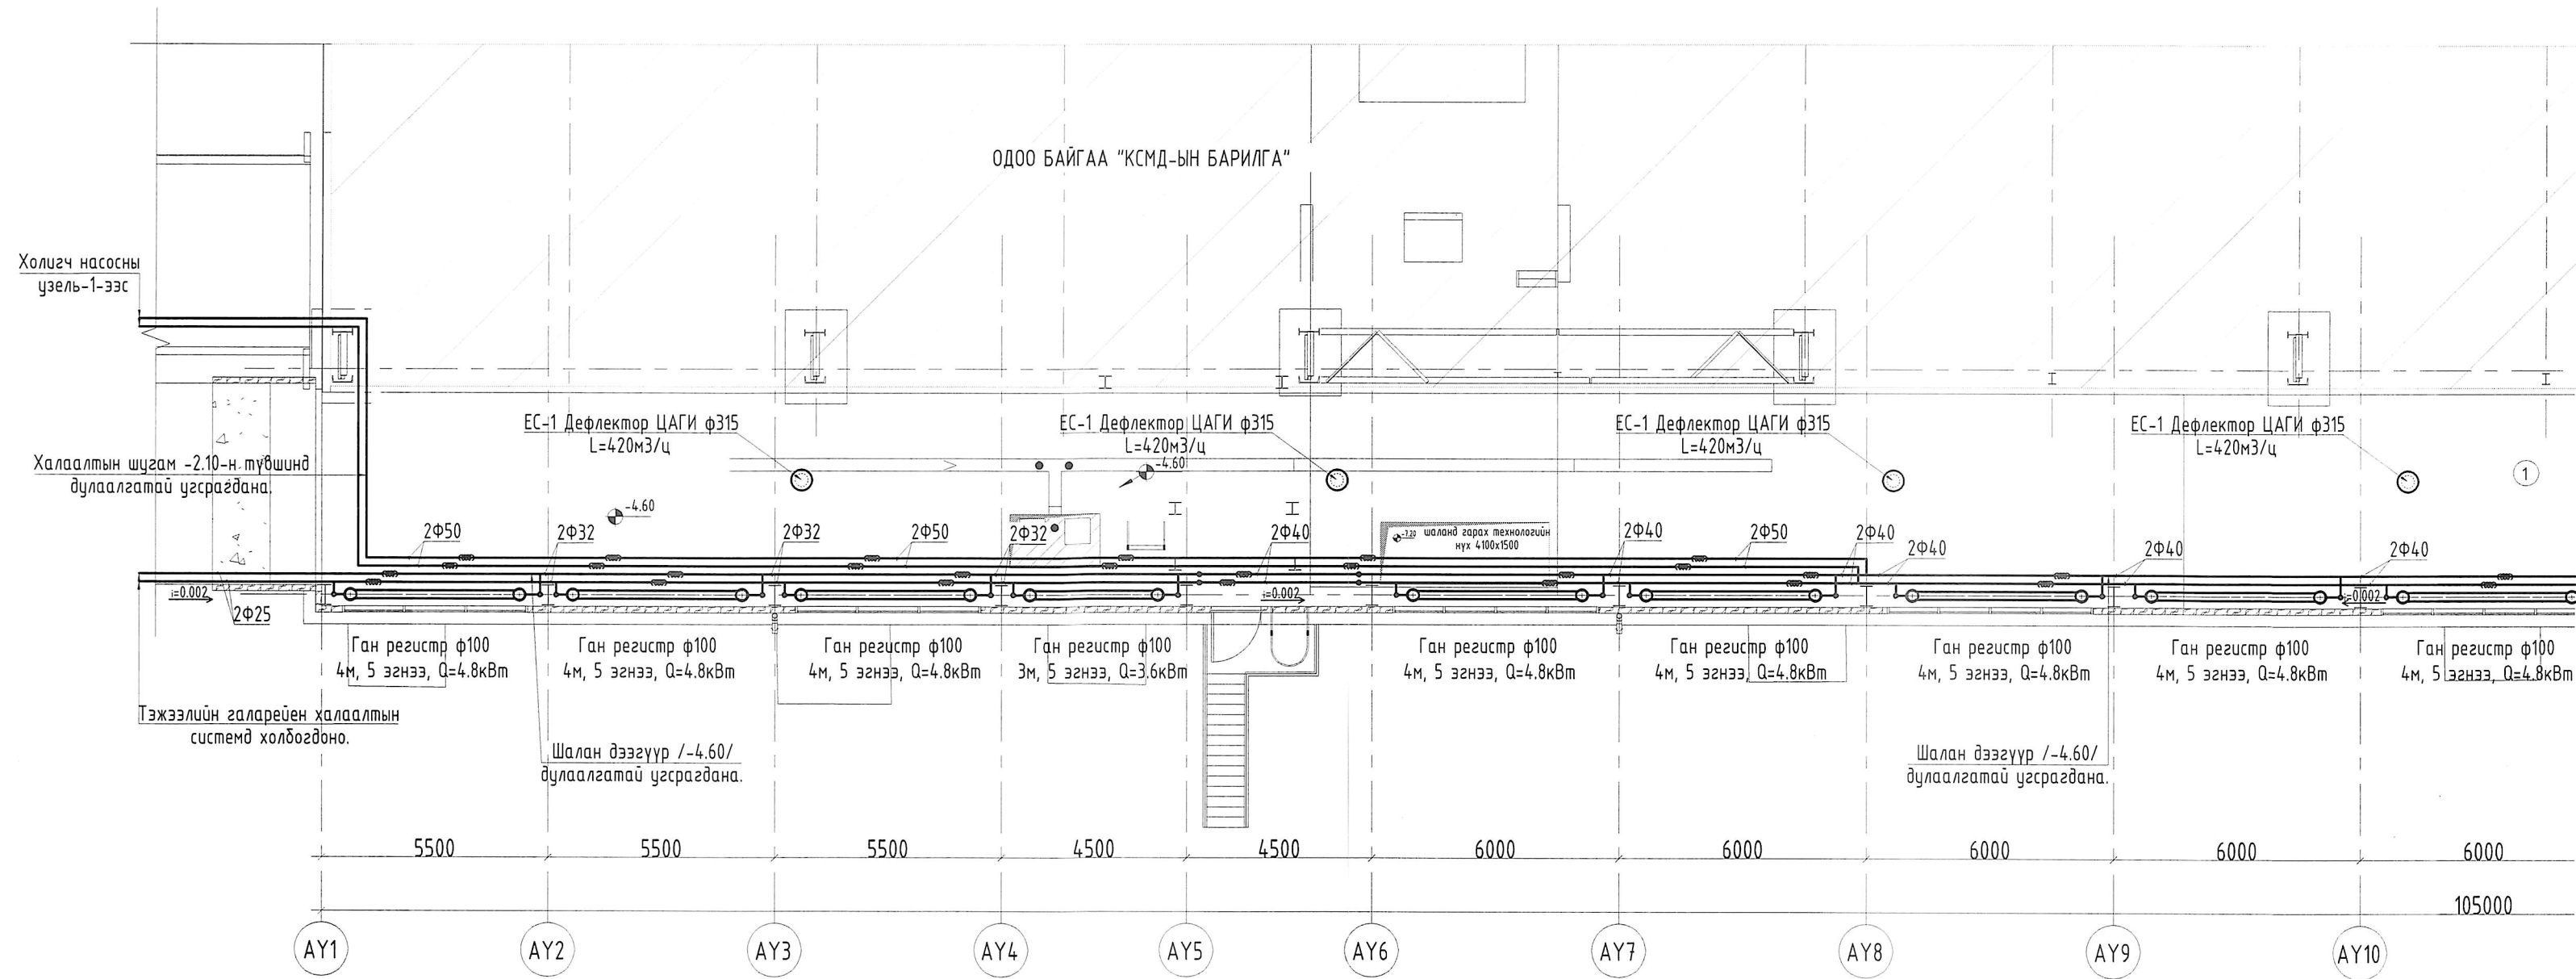 ОДОО БАЙГАА "КСМД-ЫН БАРИЛГА"
Холигч насосны
узель-1-ээс
ЕС-1 Дефлектор ЦАГИ ф315
L=420м3/ц
ЕС-1 Дефлектор ЦАГИ ф315
L=420м3/ц
ЕС-1 Дефлектор ЦАГИ ф315
L=420м3/ц
ЕС-1 Дефлектор ЦАГИ ф315
L=420м3/ц
Халаалтын шугам -2.10-н түвшинд
дулаалгатай угсрагдана.
-4.60
-4.60
1
2Ф50
2Ф32
2Ф32
2Ф50
2Ф32
2Ф40
-7.20 шаланд гарах технологийн
нүх 4100х1500
2Ф40
2Ф50
2Ф40
2Ф40
2Ф40
2Ф40
i=0.002
i=0.002
i=0.002
2Ф25
Ган регистр ф100
4м, 5 эгнээ, Q=4.8кВт
Ган регистр ф100
4м, 5 эгнээ, Q=4.8кВт
Ган регистр ф100
4м, 5 эгнээ, Q=4.8кВт
Ган регистр ф100
3м, 5 эгнээ, Q=3.6кВт
Ган регистр ф100
4м, 5 эгнээ, Q=4.8кВт
Ган регистр ф100
4м, 5 эгнээ, Q=4.8кВт
Ган регистр ф100
4м, 5 эгнээ, Q=4.8кВт
Ган регистр ф100
4м, 5 эгнээ, Q=4.8кВт
Ган регистр ф100
4м, 5 эгнээ, Q=4.8кВт
Тэжээлийн галарейен халаалтын
системд холбогдоно.
Шалан дээгүүр /-4.60/
дулаалгатай угсрагдана.
Шалан дээгүүр /-4.60/
дулаалгатай угсрагдана.
5500
5500
5500
4500
4500
6000
6000
6000
6000
6000
105000
АУ1
АУ2
АУ3
АУ4
АУ5
АУ6
АУ7
АУ8
АУ9
АУ10